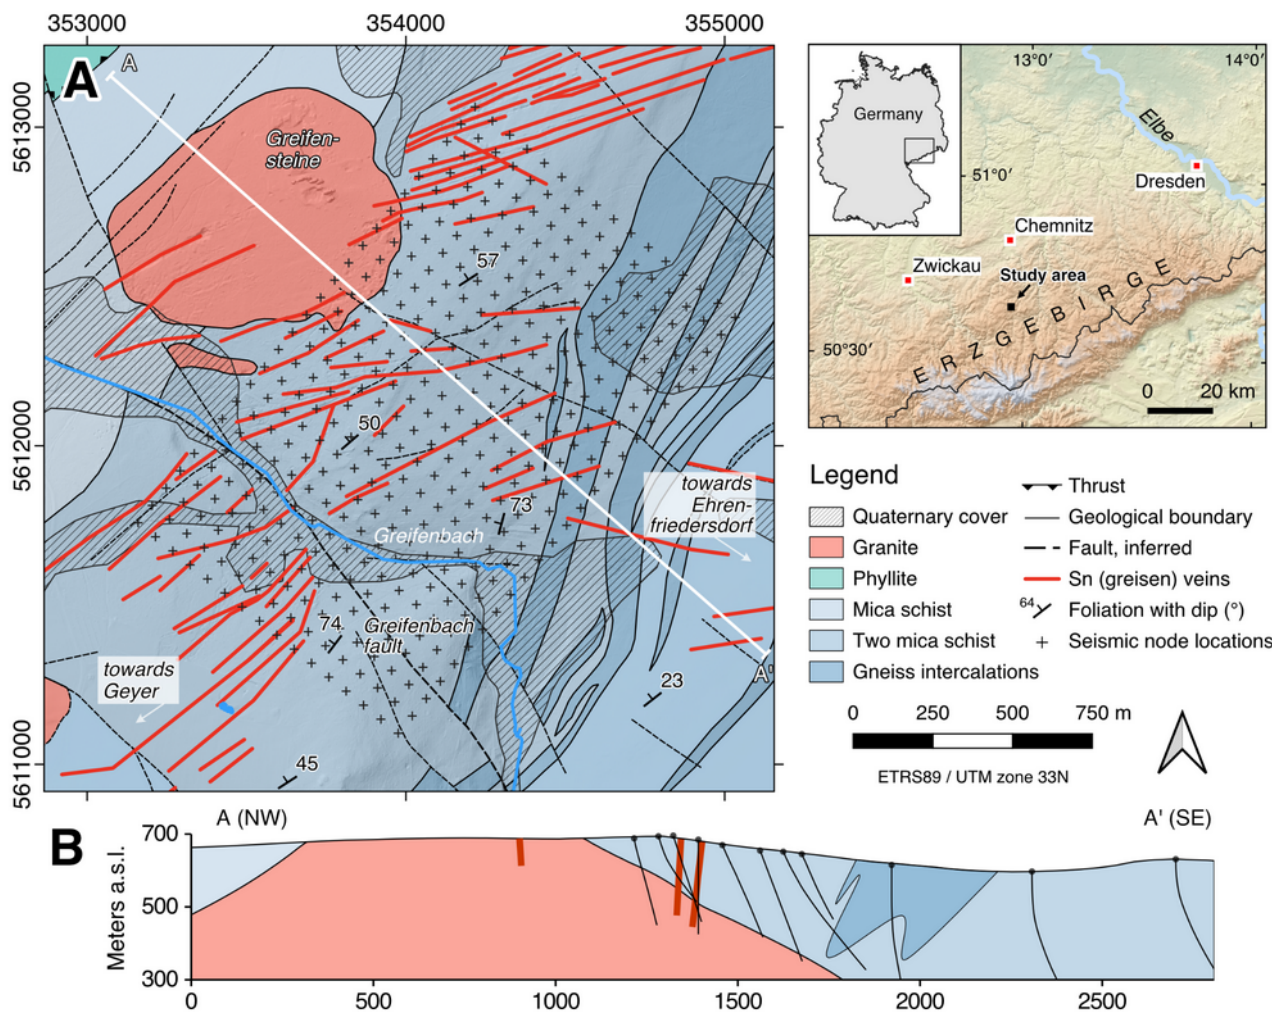 353000
354000
355000
A
A
5613000
5612000
5611000
Greifen-
steine
57
50
73
74
23
45
Greifenbach
Greifenbach
fault
towards
Ehren-
friedersdorf
towards
Geyer
A'
Germany
13°0′
14°0′
51°0′
50°30′
Elbe
Dresden
Chemnitz
Zwickau
Study area
ERZGEBIRGE
0 20 km
Legend
Quaternary cover
Granite
Phyllite
Mica schist
Two mica schist
Gneiss intercalations
Thrust
Geological boundary
Fault, inferred
Sn (greisen) veins
64 Foliation with dip (°)
Seismic node locations
0 250 500 750 m
ETRS89 / UTM zone 33N
B
A (NW)
A' (SE)
Meters a.s.l.
700
500
300
0 500 1000 1500 2000 2500